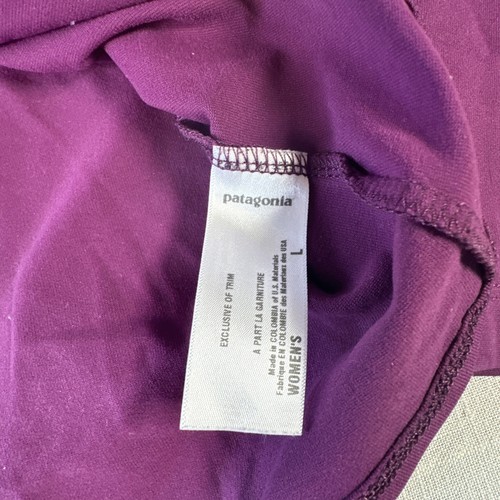 patagonia
EXCLUSIVE OF TRIM
A PART LA GARNITURE
Made in COLOMBIA of U.S. Materials
Fabriqué EN COLOMBIE des Matériaux des USA
WOMEN'S L